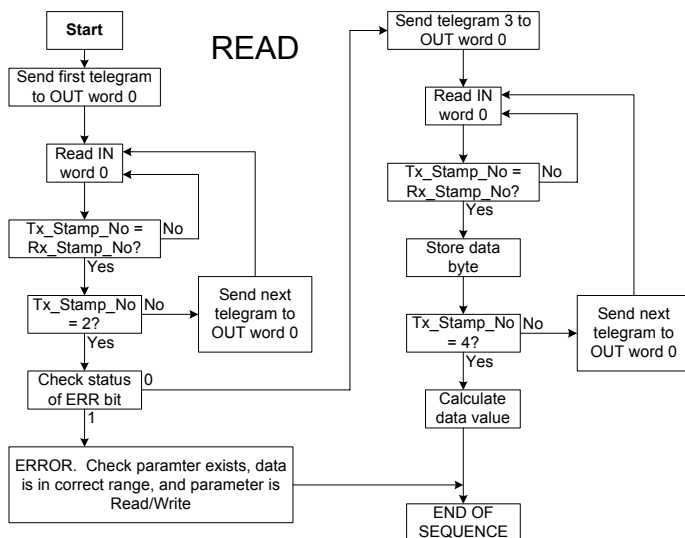 Start
READ
Send first telegram
to OUT word 0
Read IN
word 0
Tx_Stamp_No =
Rx_Stamp_No?
No
Yes
Tx_Stamp_No
= 2?
No
Yes
Send next
telegram to
OUT word 0
Check status
of ERR bit
0
1
ERROR.  Check paramter exists, data
is in correct range, and parameter is
Read/Write
Send telegram 3 to
OUT word 0
Read IN
word 0
Tx_Stamp_No =
Rx_Stamp_No?
No
Yes
Store data
byte
Tx_Stamp_No
= 4?
No
Yes
Send next
telegram to
OUT word 0
Calculate
data value
END OF
SEQUENCE